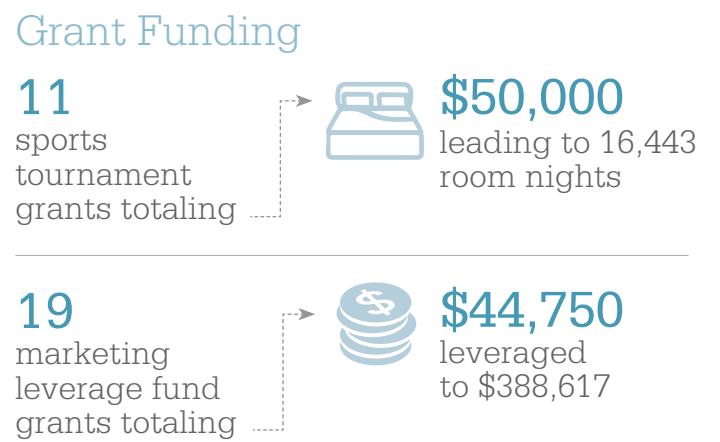 Grant Funding
11
sports
tournament
grants totaling
$50,000
leading to 16,443
room nights
19
marketing
leverage fund
grants totaling
$
$44,750
leveraged
to $388,617